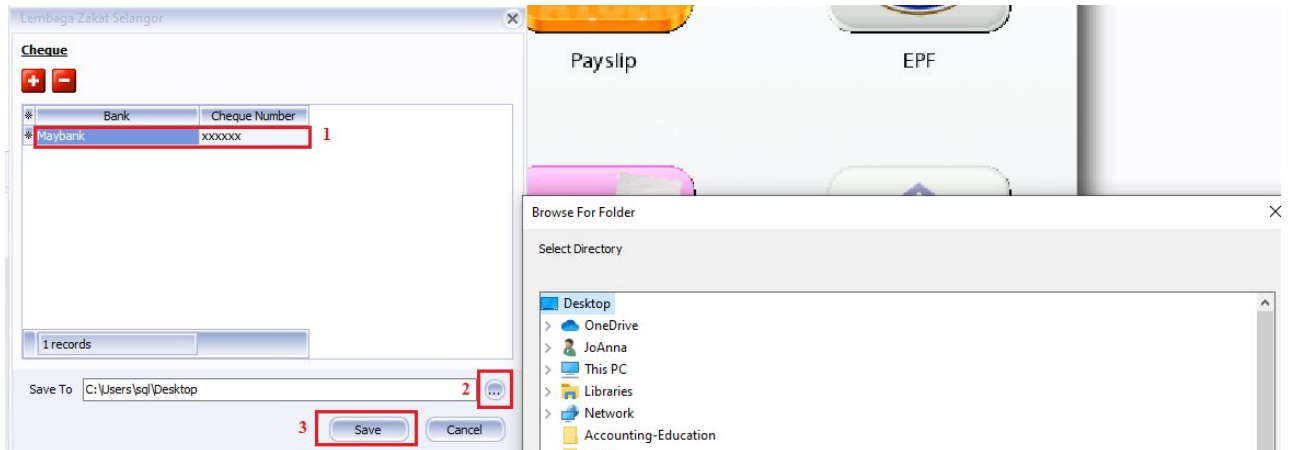 Lembaga Zakat Selangor
Cheque
Bank Cheque Number
Maybank xxxxxx 1
1 records
Save To C:\Users\sql\Desktop 2 ...
3 Save Cancel
Payslip EPF
Browse For Folder
Select Directory
Desktop
OneDrive
JoAnna
This PC
Libraries
Network
Accounting-Education